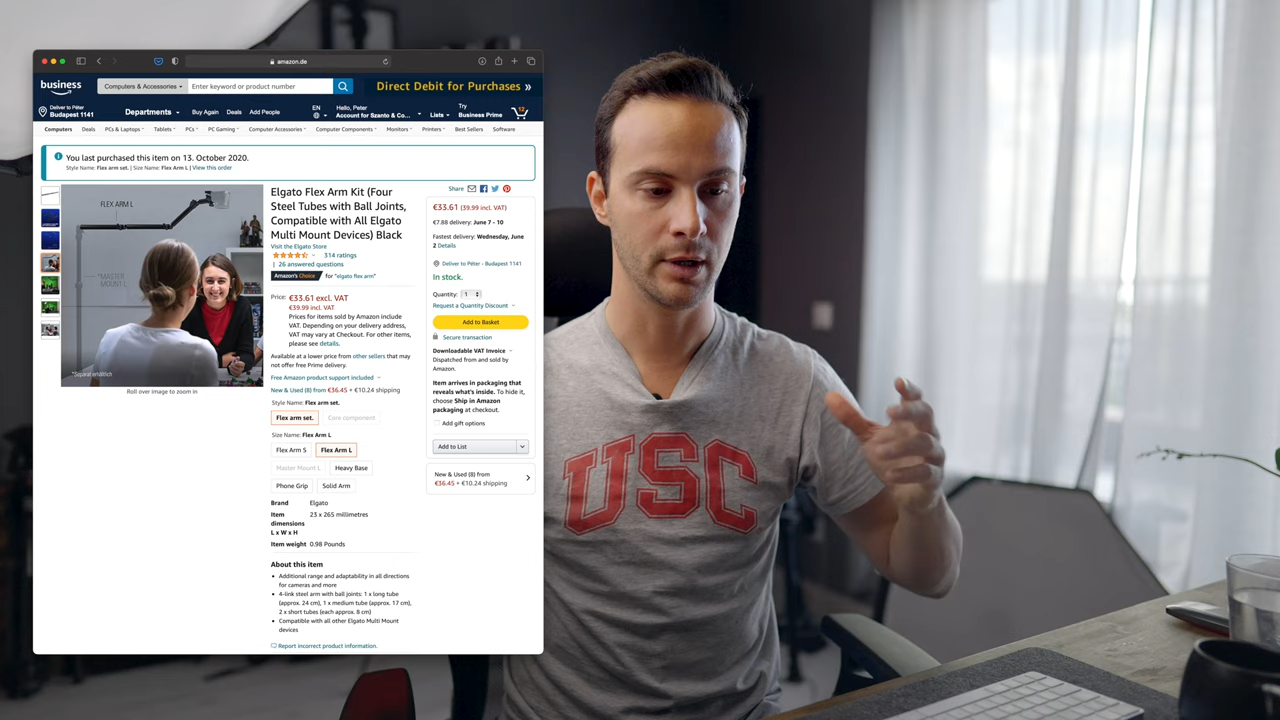 amazon.de
business
Computers & Accessories
Enter keyword or product number
Direct Debit for Purchases »
Deliver to Péter
Budapest 1141
Departments
Buy Again
Deals
Add People
EN
Hello, Peter
Account for Szanto & Co...
Lists
Try
Business Prime
12
Computers
Deals
PCs & Laptops
Tablets
PCs
PC Gaming
Computer Accessories
Computer Components
Monitors
Printers
Best Sellers
Software
You last purchased this item on 13. October 2020.
Style Name: Flex arm set. | Size Name: Flex Arm L | View this order
FLEX ARM L
*MASTER
MOUNT L
*Separat erhältlich
Roll over image to zoom in
Elgato Flex Arm Kit (Four
Steel Tubes with Ball Joints,
Compatible with All Elgato
Multi Mount Devices) Black
Visit the Elgato Store
314 ratings
| 26 answered questions
Amazon's Choice for "elgato flex arm"
Price: €33.61 excl. VAT
€39.99 incl. VAT
Prices for items sold by Amazon include
VAT. Depending on your delivery address,
VAT may vary at Checkout. For other items,
please see details.
Available at a lower price from other sellers that may
not offer free Prime delivery.
Free Amazon product support included
New & Used (8) from €36.45 + €10.24 shipping
Style Name: Flex arm set.
Flex arm set.
Core component
Size Name: Flex Arm L
Flex Arm S
Flex Arm L
Master Mount L
Heavy Base
Phone Grip
Solid Arm
Brand Elgato
Item
dimensions
L x W x H
23 x 265 millimetres
Item weight 0.98 Pounds
About this item
• Additional range and adaptability in all directions
for cameras and more
• 4-link steel arm with ball joints: 1 x long tube
(approx. 24 cm), 1 x medium tube (approx. 17 cm),
2 x short tubes (each approx. 8 cm)
• Compatible with all other Elgato Multi Mount
devices
Report incorrect product information.
Share
€33.61 (39.99 incl. VAT)
€7.88 delivery: June 7 - 10
Fastest delivery: Wednesday, June
2 Details
Deliver to Péter - Budapest 1141
In stock.
Quantity: 1
Request a Quantity Discount
Add to Basket
Secure transaction
Downloadable VAT Invoice
Dispatched from and sold by
Amazon.
Item arrives in packaging that
reveals what's inside. To hide it,
choose Ship in Amazon
packaging at checkout.
Add gift options
Add to List
New & Used (8) from
€36.45 + €10.24 shipping
USC